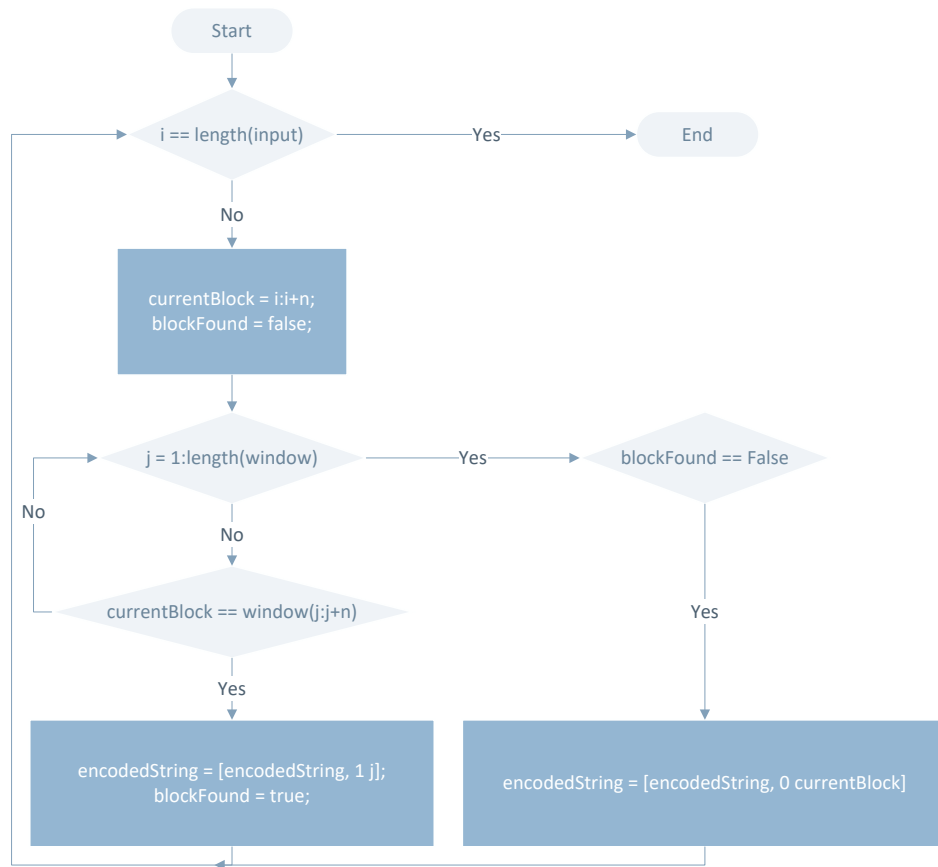 Start
i == length(input)
Yes
End
No
currentBlock = i:i+n;
blockFound = false;
j = 1:length(window)
Yes
blockFound == False
No
No
currentBlock == window(j:j+n)
Yes
Yes
encodedString = [encodedString, 1 j];
blockFound = true;
encodedString = [encodedString, 0 currentBlock]